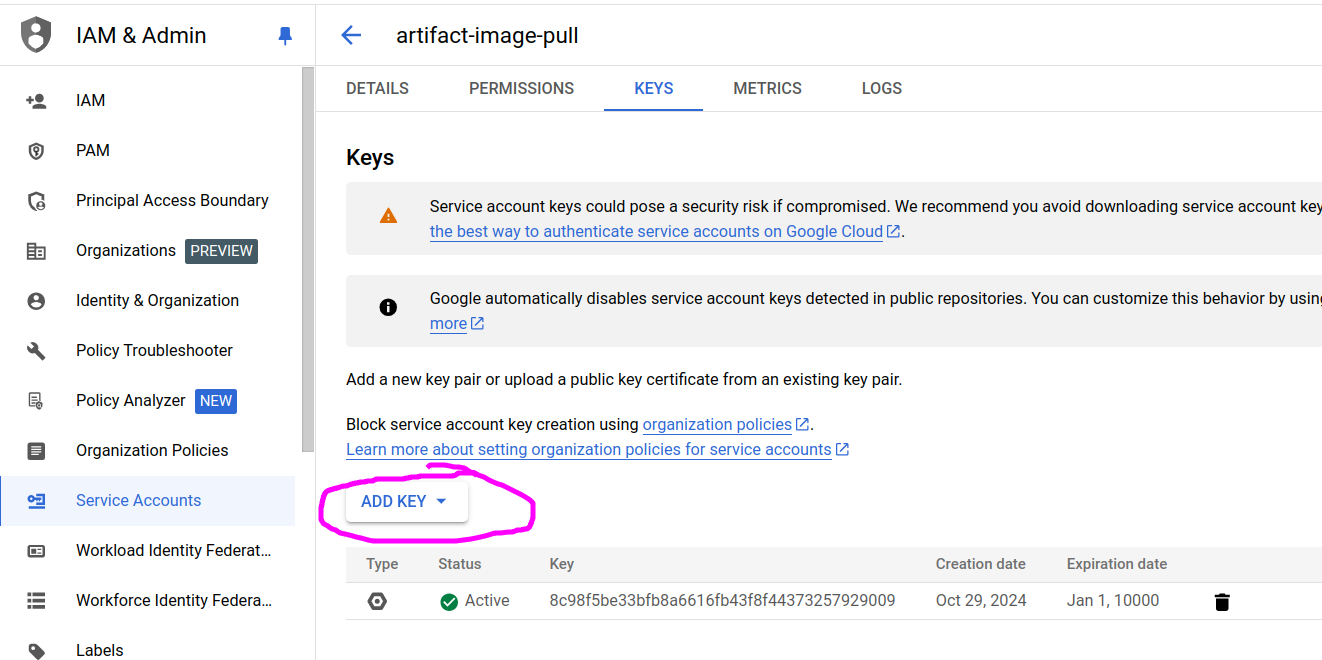 IAM & Admin
artifact-image-pull
IAM
PAM
Principal Access Boundary
Organizations PREVIEW
Identity & Organization
Policy Troubleshooter
Policy Analyzer NEW
Organization Policies
Service Accounts
Workload Identity Federat...
Workforce Identity Federa...
Labels
DETAILS PERMISSIONS KEYS METRICS LOGS
Keys
Service account keys could pose a security risk if compromised. We recommend you avoid downloading service account key
the best way to authenticate service accounts on Google Cloud.
Google automatically disables service account keys detected in public repositories. You can customize this behavior by using
more
Add a new key pair or upload a public key certificate from an existing key pair.
Block service account key creation using organization policies.
Learn more about setting organization policies for service accounts
ADD KEY
Type Status Key Creation date Expiration date
Active 8c98f5be33bfb8a6616fb43f8f44373257929009 Oct 29, 2024 Jan 1, 10000